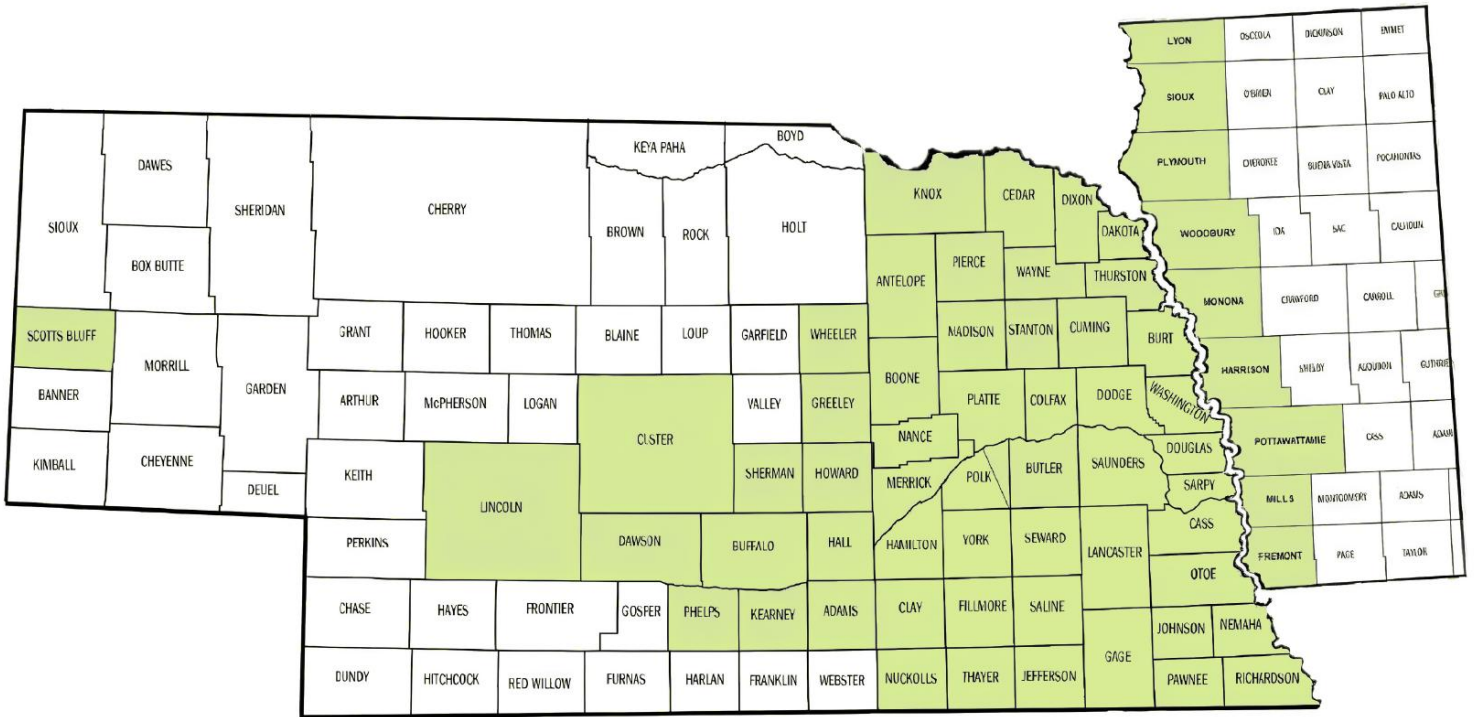 LYON
OSCEOLA
DICKINSON
EMMET
SIOUX
O'BRIEN
CLAY
PALO ALTO
PLYMOUTH
CHEROKEE
BUENA VISTA
POCAHONTAS
WOODBURY
IDA
SAC
CALHOUN
MONONA
CRAWFORD
CARROLL
HARRISON
SHELBY
AUDUBON
GUTHRIE
POTTAWATTAMIE
CASS
ADAIR
MILLS
MONTGOMERY
ADAMS
FREMONT
PAGE
TAYLOR
SIOUX
DAWES
BOX BUTTE
SHERIDAN
CHERRY
KEYA PAHA
BOYD
BROWN
ROCK
HOLT
KNOX
CEDAR
DIXON
DAKOTA
ANTELOPE
PIERCE
WAYNE
THURSTON
SCOTTS BLUFF
MORRILL
GARDEN
GRANT
HOOKER
THOMAS
BLAINE
LOUP
GARFIELD
WHEELER
MADISON
STANTON
CUMING
BURT
BANNER
ARTHUR
McPHERSON
LOGAN
CUSTER
VALLEY
GREELEY
BOONE
PLATTE
COLFAX
DODGE
WASHINGTON
NANCE
KIMBALL
CHEYENNE
DEUEL
KEITH
LINCOLN
SHERMAN
HOWARD
MERRICK
POLK
BUTLER
SAUNDERS
DOUGLAS
SARPY
PERKINS
DAWSON
BUFFALO
HALL
HAMILTON
YORK
SEWARD
LANCASTER
CASS
OTOE
CHASE
HAYES
FRONTIER
GOSFER
PHELPS
KEARNEY
ADAMS
CLAY
FILLMORE
SALINE
GAGE
JOHNSON
NEMAHA
DUNDY
HITCHCOCK
RED WILLOW
FURNAS
HARLAN
FRANKLIN
WEBSTER
NUCKOLLS
THAYER
JEFFERSON
PAWNEE
RICHARDSON